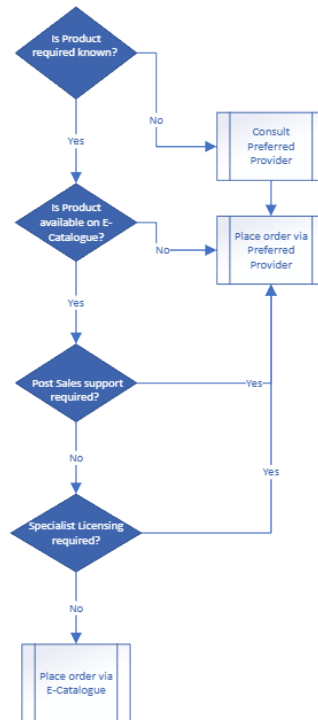 Is Product
required known?
No
Consult
Preferred
Provider
Yes
Is Product
available on E-
Catalogue?
No
Place order via
Preferred
Provider
Yes
Post Sales support
required?
Yes
No
Yes
Specialist Licensing
required?
No
Place order via
E-Catalogue